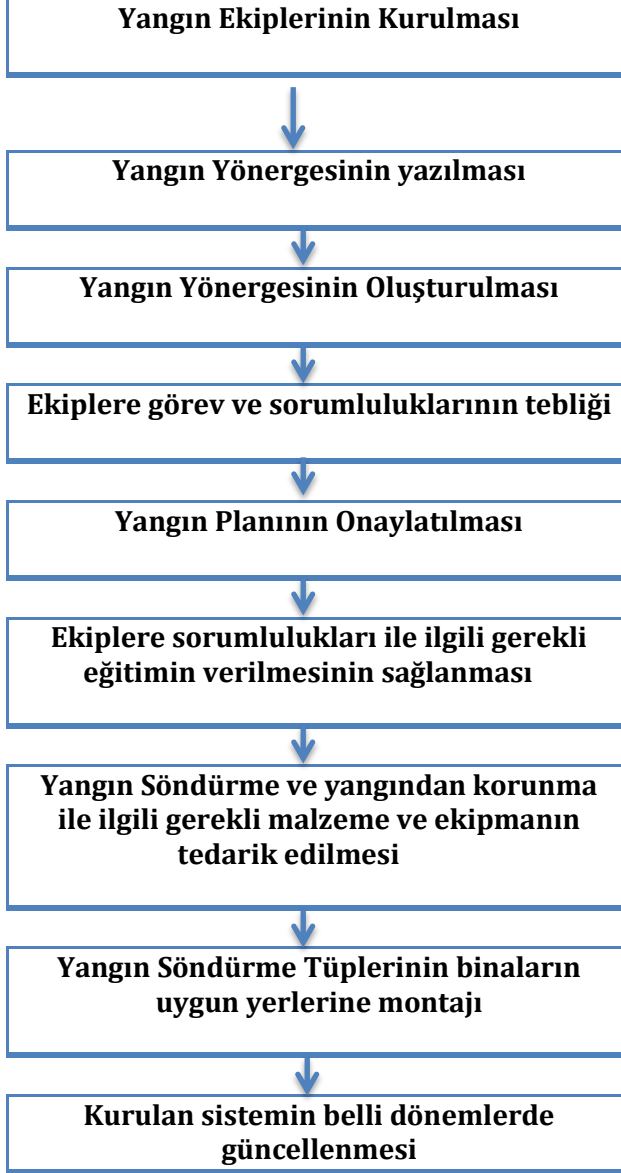 Yangın Ekiplerinin Kurulması
Yangın Yönergesinin yazılması
Yangın Yönergesinin Oluşturulması
Ekiplere görev ve sorumluluklarının tebliği
Yangın Planının Onaylatılması
Ekiplere sorumlulukları ile ilgili gerekli
eğitimin verilmesinin sağlanması
Yangın Söndürme ve yangından korunma
ile ilgili gerekli malzeme ve ekipmanın
tedarik edilmesi
Yangın Söndürme Tüplerinin binaların
uygun yerlerine montajı
Kurulan sistemin belli dönemlerde
güncellenmesi